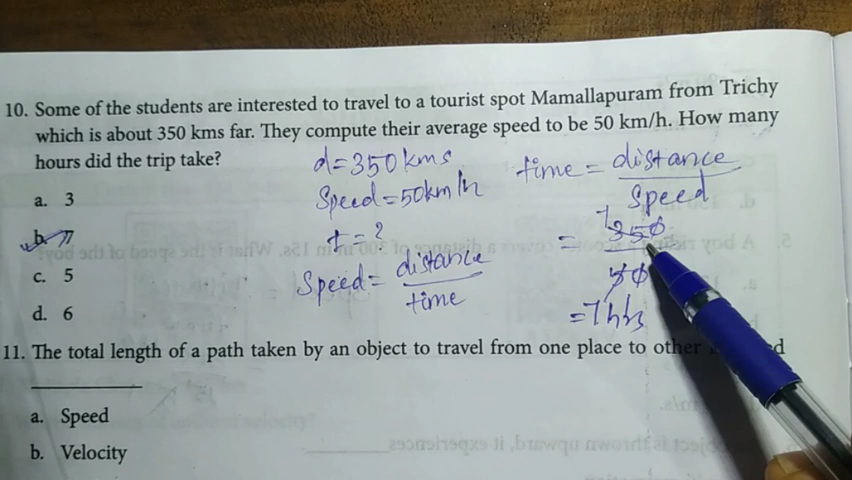 10. Some of the students are interested to travel to a tourist spot Mamallapuram from Trichy
which is about 350 kms far. They compute their average speed to be 50 km/h. How many
hours did the trip take?
d=350kms
Speed=50km/h
t=?
Speed= distance
time
time = distance
Speed
7
= 350
50
=7hrs
a. 3
b. 7
c. 5
d. 6
11. The total length of a path taken by an object to travel from one place to other
a. Speed
b. Velocity